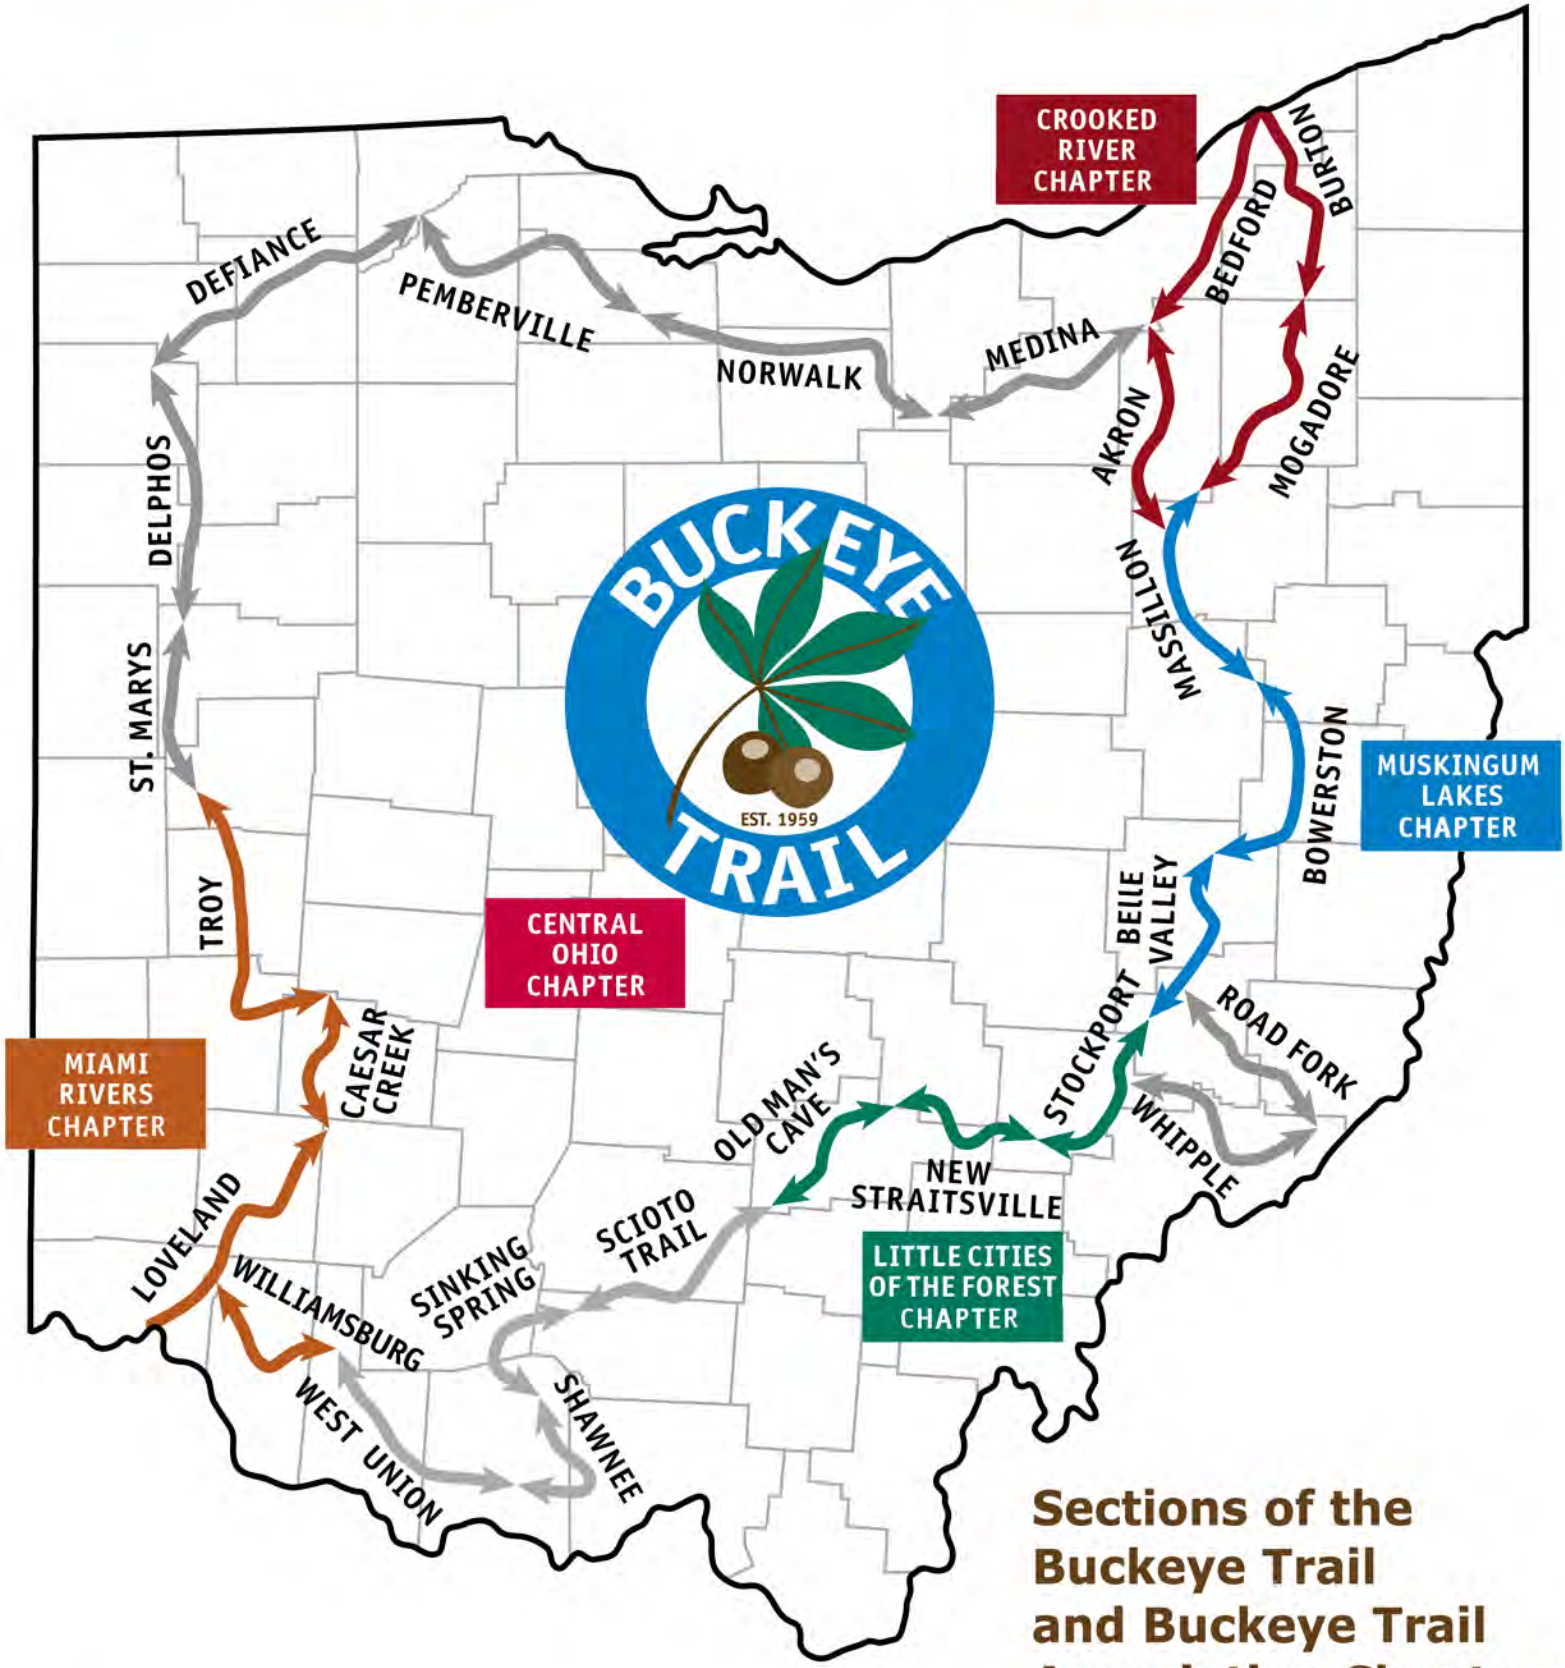 CROOKED
RIVER
CHAPTER
BURTON
BEDFORD
DEFIANCE
PEMBERVILLE
NORWALK
MEDINA
AKRON
MOGADORE
DELPHOS
MASSILLON
BUCKEYE
TRAIL
EST. 1959
ST. MARYS
BOWERSTON
MUSKINGUM
LAKES
CHAPTER
TROY
BELLE
VALLEY
CENTRAL
OHIO
CHAPTER
STOCKPORT
ROAD FORK
CAESAR
CREEK
MIAMI
RIVERS
CHAPTER
OLD MAN'S
CAVE
WHIPPLE
NEW
STRAITSVILLE
LOVELAND
SCIOTO
TRAIL
LITTLE CITIES
OF THE FOREST
CHAPTER
WILLIAMSBURG
SINKING
SPRING
WEST UNION
SHAWNEE
Sections of the
Buckeye Trail
and Buckeye Trail